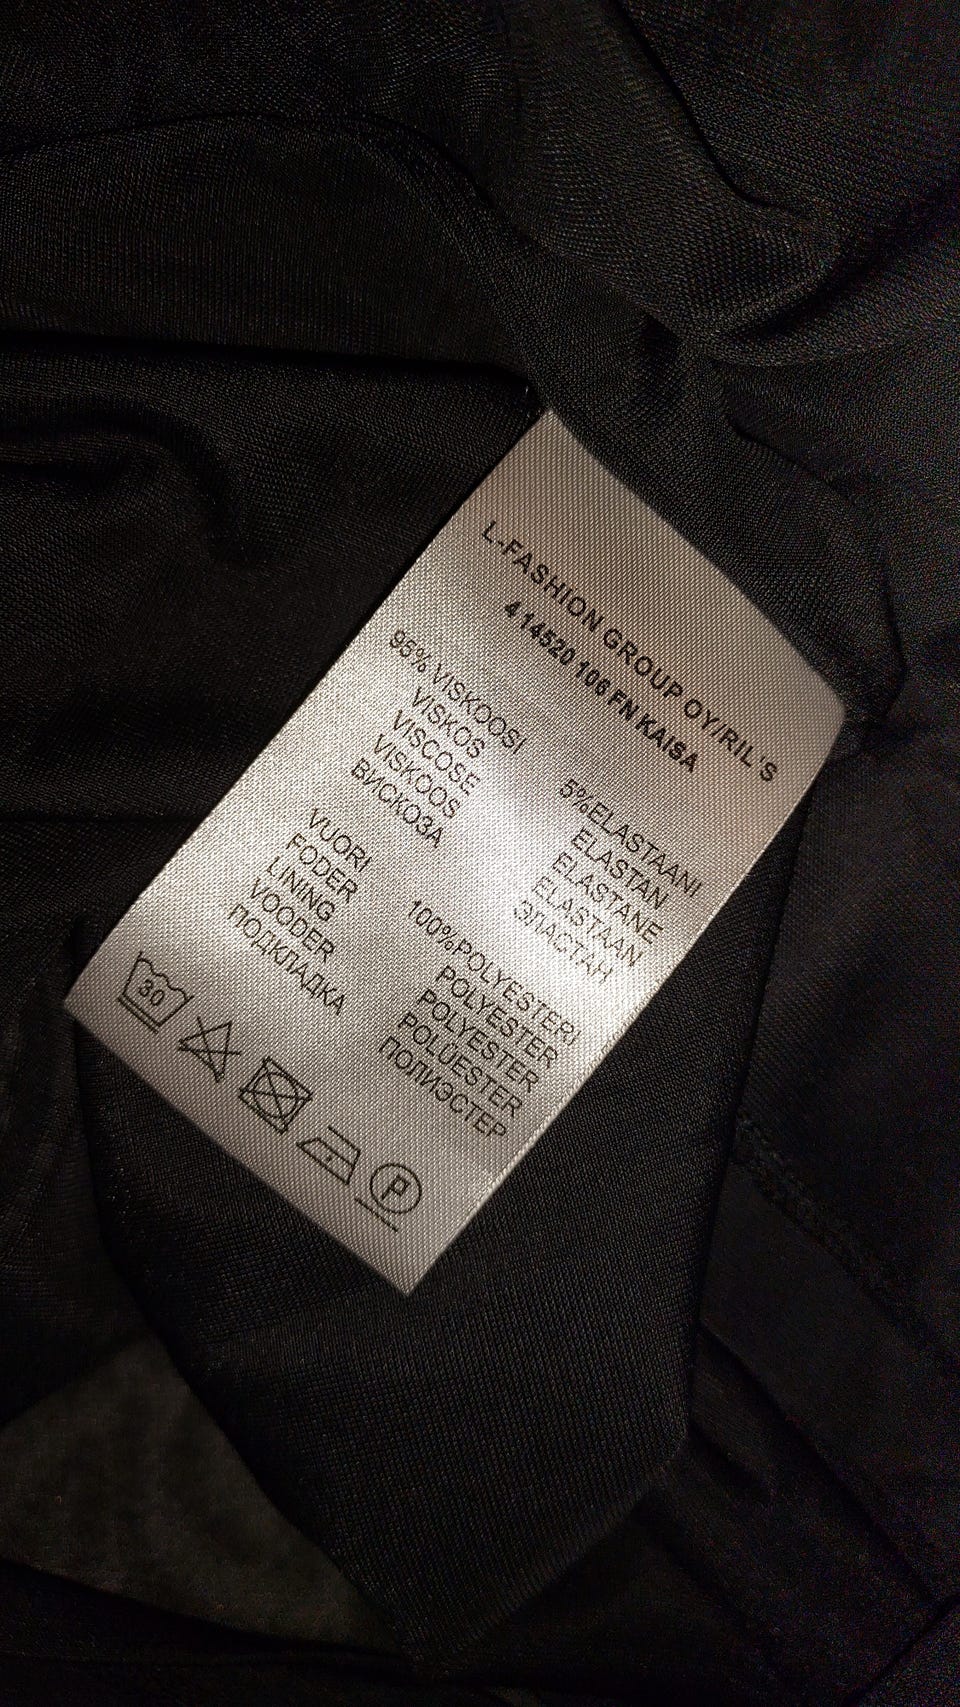 L-FASHION GROUP OY/RIL'S
4 14520 106 FN KAISA
95% VISKOOSI
VISKOS
VISCOSE
VISKOOS
ВИСКОЗА
5%ELASTAANI
ELASTAN
ELASTANE
ELASTAAN
ЭЛАСТАН
VUORI
FODER
LINING
VOODER
ПОДКЛАДКА
100%POLYESTERI
POLYESTER
POLYESTER
POLÜESTER
ПОЛИЭСТЕР
30
P